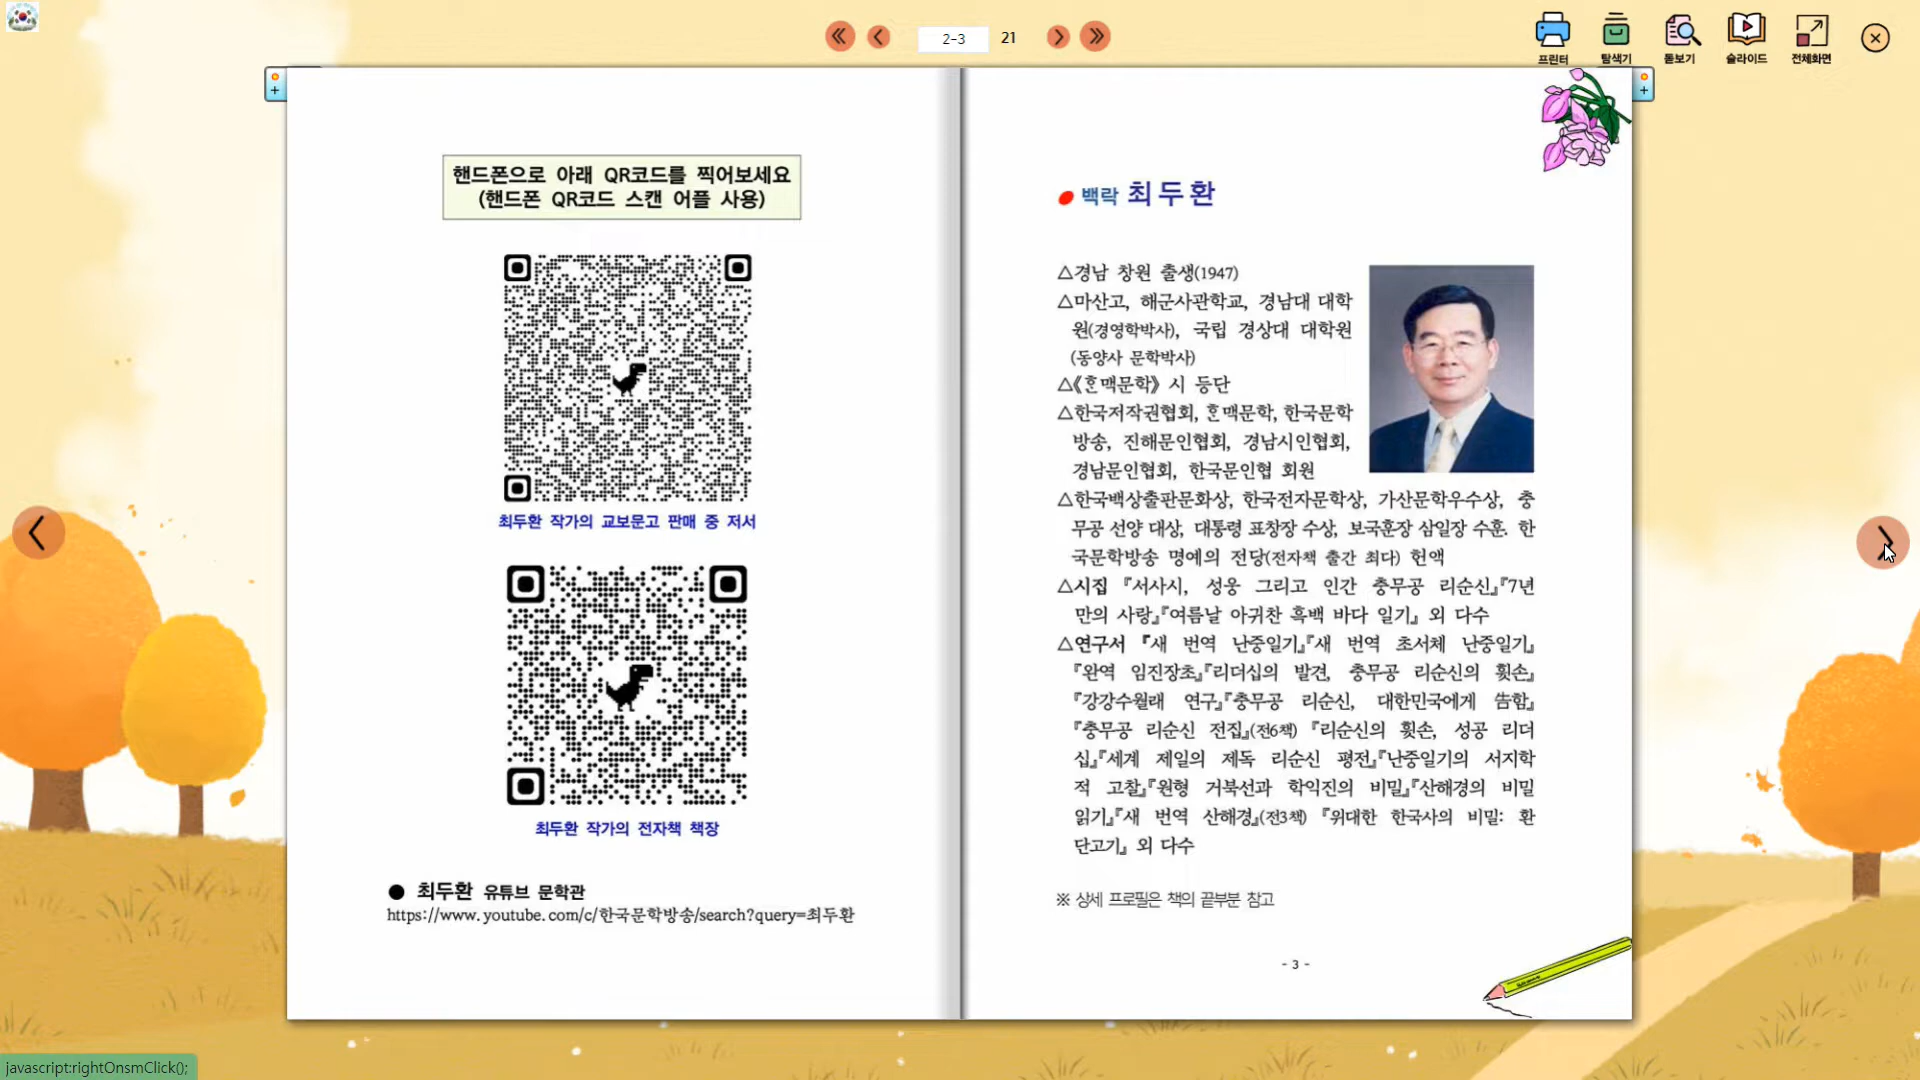 2-3
21
프린터
탐색기
돋보기
슬라이드
전체화면
핸드폰으로 아래 QR코드를 찍어보세요
(핸드폰 QR코드 스캔 어플 사용)
최두환 작가의 교보문고 판매 중 저서
최두환 작가의 전자책 책장
● 최두환 유튜브 문학관
https://www.youtube.com/c/한국문학방송/search?query=최두환
백락 최두환
△경남 창원 출생(1947)
△마산고, 해군사관학교, 경남대 대학
원(경영학박사), 국립 경상대 대학원
(동양사 문학박사)
△《ᄒᆞᆫ맥문학》 시 등단
△한국저작권협회, ᄒᆞᆫ맥문학, 한국문학
방송, 진해문인협회, 경남시인협회,
경남문인협회, 한국문인협 회원
△한국백상출판문화상, 한국전자문학상, 가산문학우수상, 충
무공 선양 대상, 대통령 표창장 수상, 보국훈장 삼일장 수훈. 한
국문학방송 명예의 전당(전자책 출간 최다) 헌액
△시집 『서사시, 성웅 그리고 인간 충무공 리순신』『7년
만의 사랑』『여름날 아귀찬 흑백 바다 일기』 외 다수
△연구서 『새 번역 난중일기』『새 번역 초서체 난중일기』
『완역 임진장초』『리더십의 발견, 충무공 리순신의 휫손』
『강강수월래 연구』『충무공 리순신, 대한민국에게 告함』
『충무공 리순신 전집』(전6책) 『리순신의 휫손, 성공 리더
십』『세계 제일의 제독 리순신 평전』『난중일기의 서지학
적 고찰』『원형 거북선과 학익진의 비밀』『산해경의 비밀
읽기』『새 번역 산해경』(전3책) 『위대한 한국사의 비밀: 환
단고기』 외 다수
※ 상세 프로필은 책의 끝부분 참고
- 3 -
javascript:rightOnsmClick();